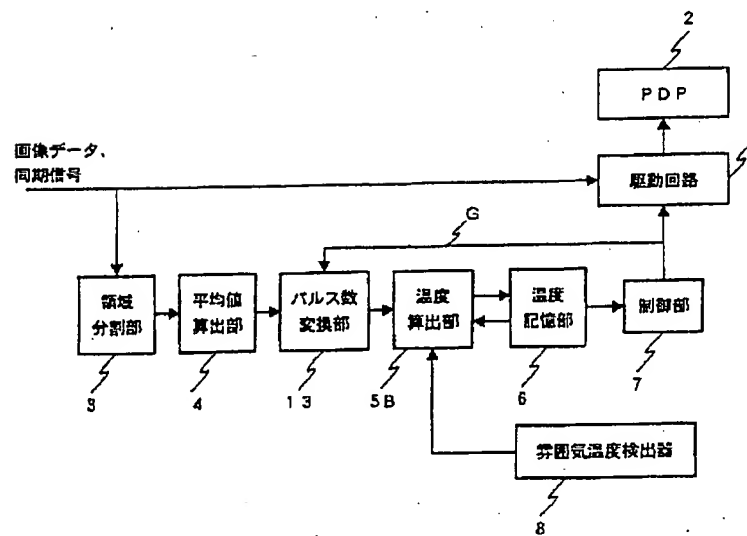 2
PDP
画像データ、
同期信号
駆動回路
G
領域
分割部
平均値
算出部
パルス数
変換部
温度
算出部
温度
記憶部
制御部
3
4
13
5B
6
7
雰囲気温度検出器
8